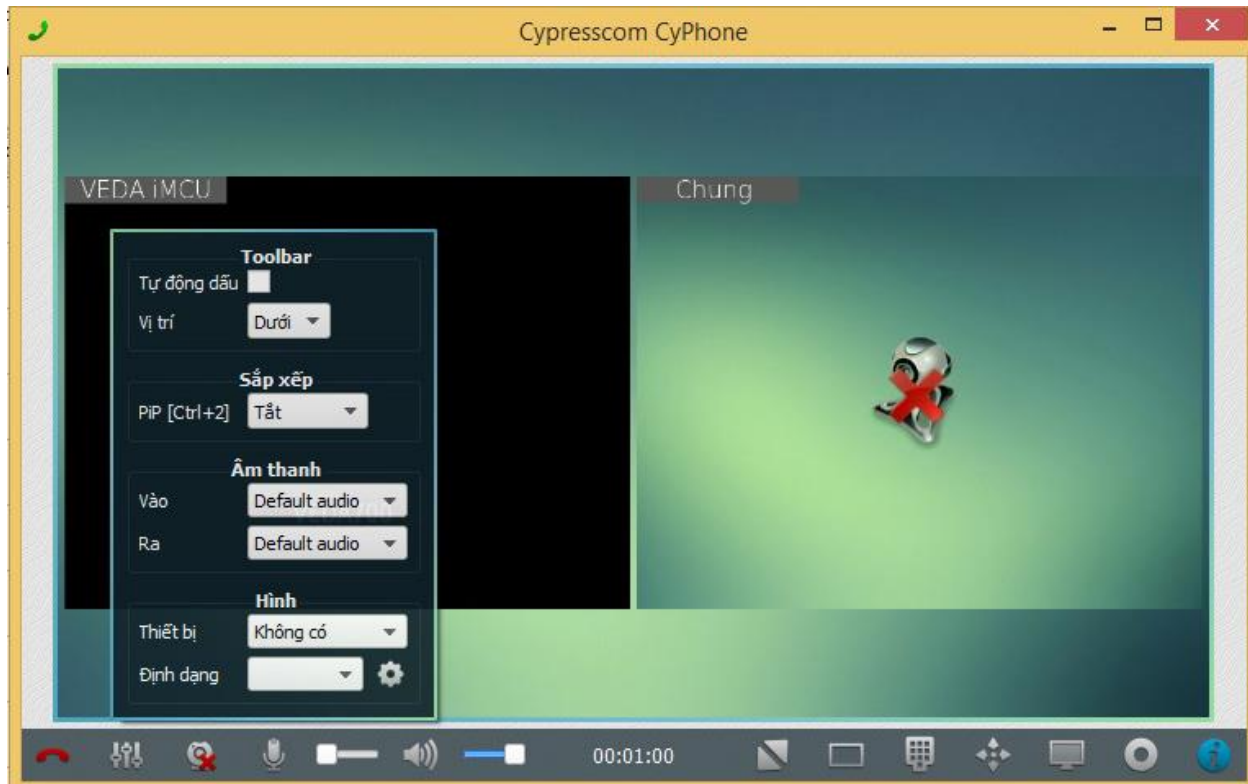 Cypresscom CyPhone
VEDA iMCU
Chung
Toolbar
Tự động dấu
Vị trí Dưới
Sắp xếp
PiP [Ctrl+2] Tắt
Âm thanh
Vào Default audio
Ra Default audio
Hình
Thiết bị Không có
Định dạng
00:01:00